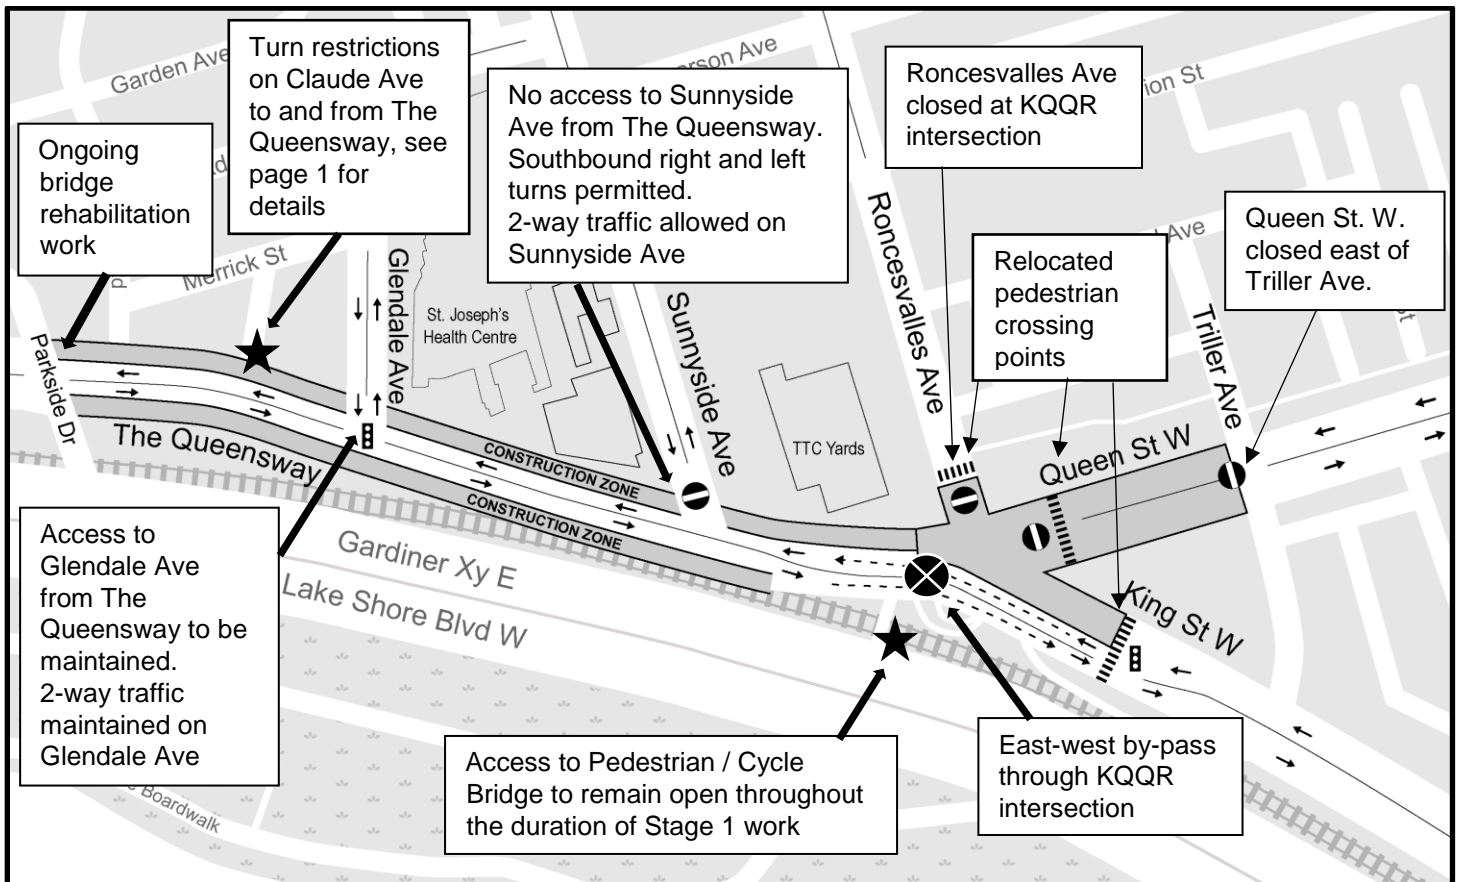 Garden Ave
Turn restrictions
on Claude Ave
to and from The
Queensway, see
page 1 for
details
No access to Sunnyside
Ave from The Queensway.
Southbound right and left
turns permitted.
2-way traffic allowed on
Sunnyside Ave
Roncesvalles Ave
closed at KQQR
intersection
Ongoing
bridge
rehabilitation
work
Queen St. W.
closed east of
Triller Ave.
Relocated
pedestrian
crossing
points
Ave
St
Merrick St
Glendale Ave
St. Joseph's
Health Centre
Sunnyside Ave
Roncesvalles Ave
Triller Ave
Parkside Dr
The Queensway
CONSTRUCTION ZONE
CONSTRUCTION ZONE
TTC Yards
Queen St W
King St W
Gardiner Xy E
Lake Shore Blvd W
Access to
Glendale Ave
from The
Queensway to be
maintained.
2-way traffic
maintained on
Glendale Ave
Access to Pedestrian / Cycle
Bridge to remain open throughout
the duration of Stage 1 work
East-west by-pass
through KQQR
intersection
Boardwalk